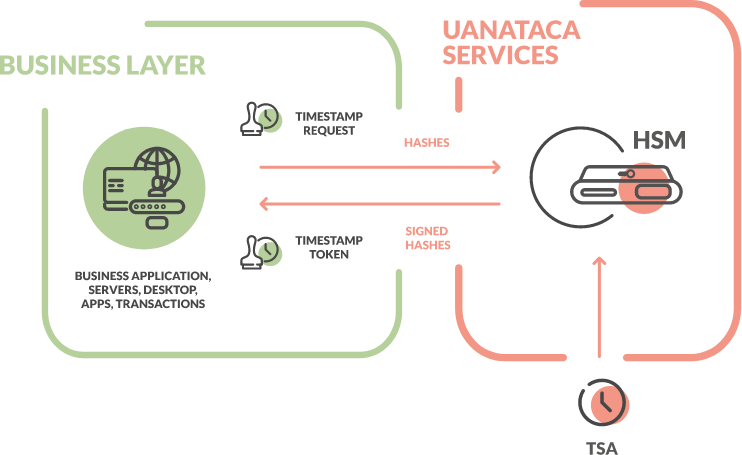 UANATACA
SERVICES
BUSINESS LAYER
TIMESTAMP
REQUEST
HASHES
HSM
SIGNED
HASHES
TIMESTAMP
TOKEN
BUSINESS APPLICATION,
SERVERS, DESKTOP,
APPS, TRANSACTIONS
TSA